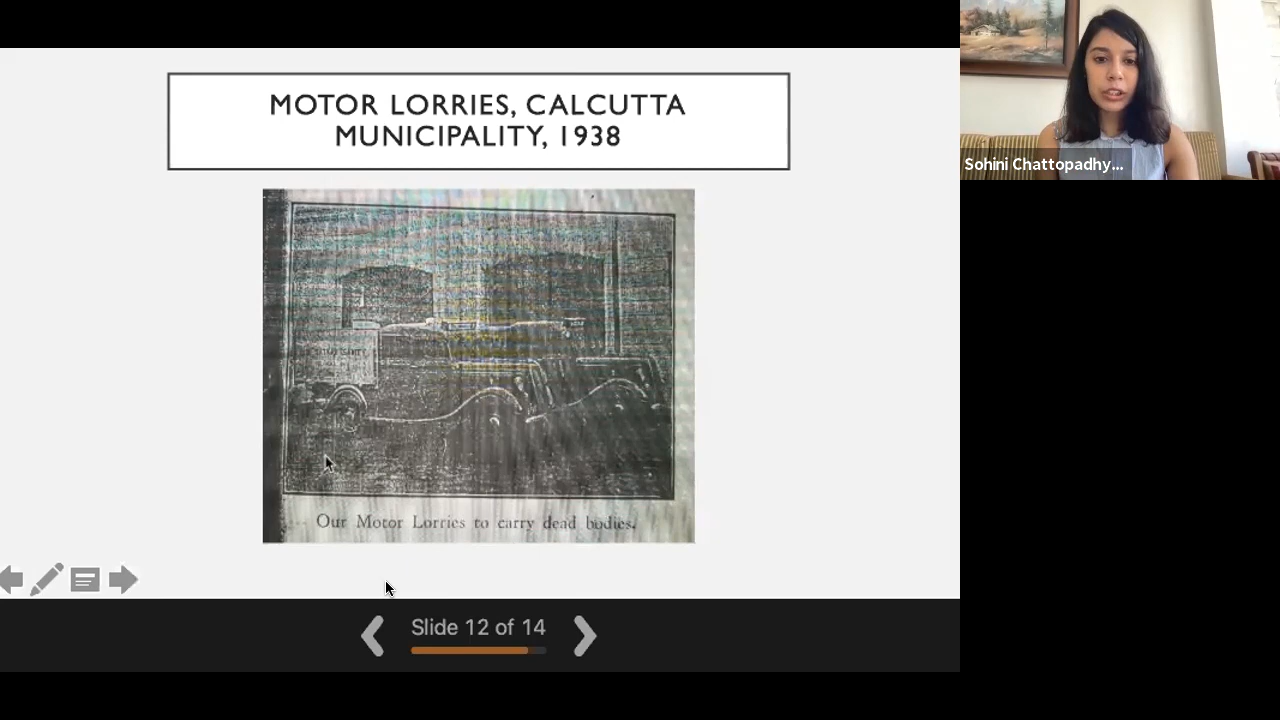 MOTOR LORRIES, CALCUTTA
MUNICIPALITY, 1938
Sohini Chattopadhy...
Our Motor Lorries to carry dead bodies.
Slide 12 of 14